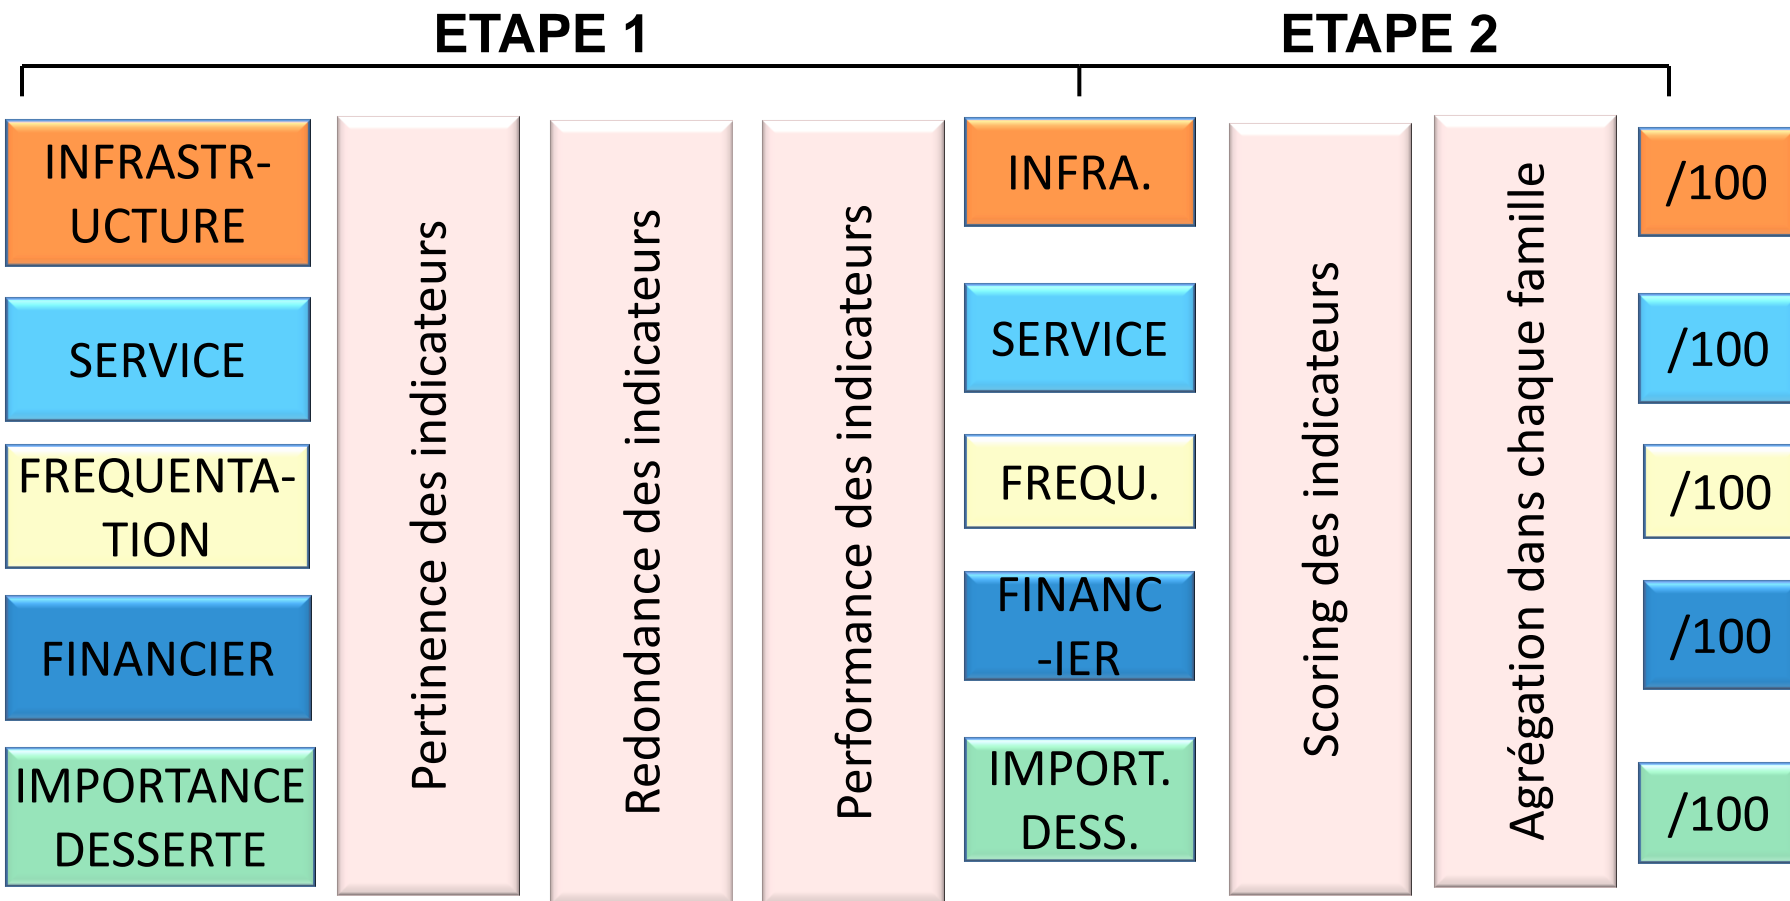 ETAPE 1
ETAPE 2
INFRASTR-
UCTURE
SERVICE
FREQUENTA-
TION
FINANCIER
IMPORTANCE
DESSERTE
Pertinence des indicateurs
Redondance des indicateurs
Performance des indicateurs
INFRA.
SERVICE
FREQU.
FINANC
-IER
IMPORT.
DESS.
Scoring des indicateurs
Agrégation dans chaque famille
/100
/100
/100
/100
/100